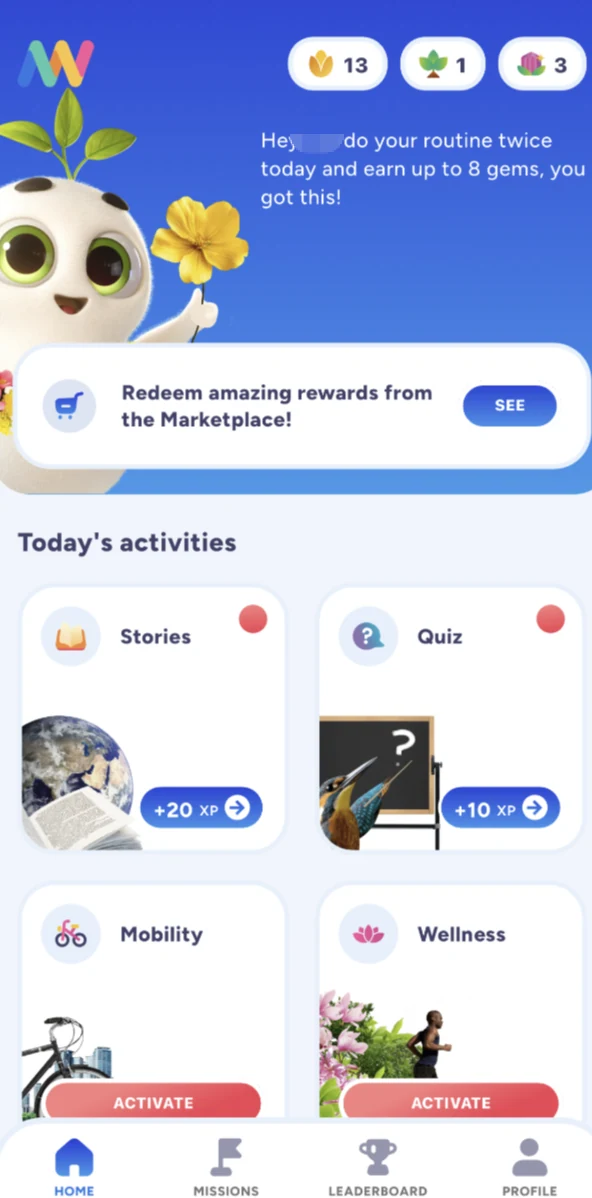 13
1
3
Hey do your routine twice
today and earn up to 8 gems, you
got this!
Redeem amazing rewards from
the Marketplace!
SEE
Today's activities
Stories
Quiz
?
+20 XP
+10 XP
Mobility
Wellness
ACTIVATE
ACTIVATE
HOME
MISSIONS
LEADERBOARD
PROFILE